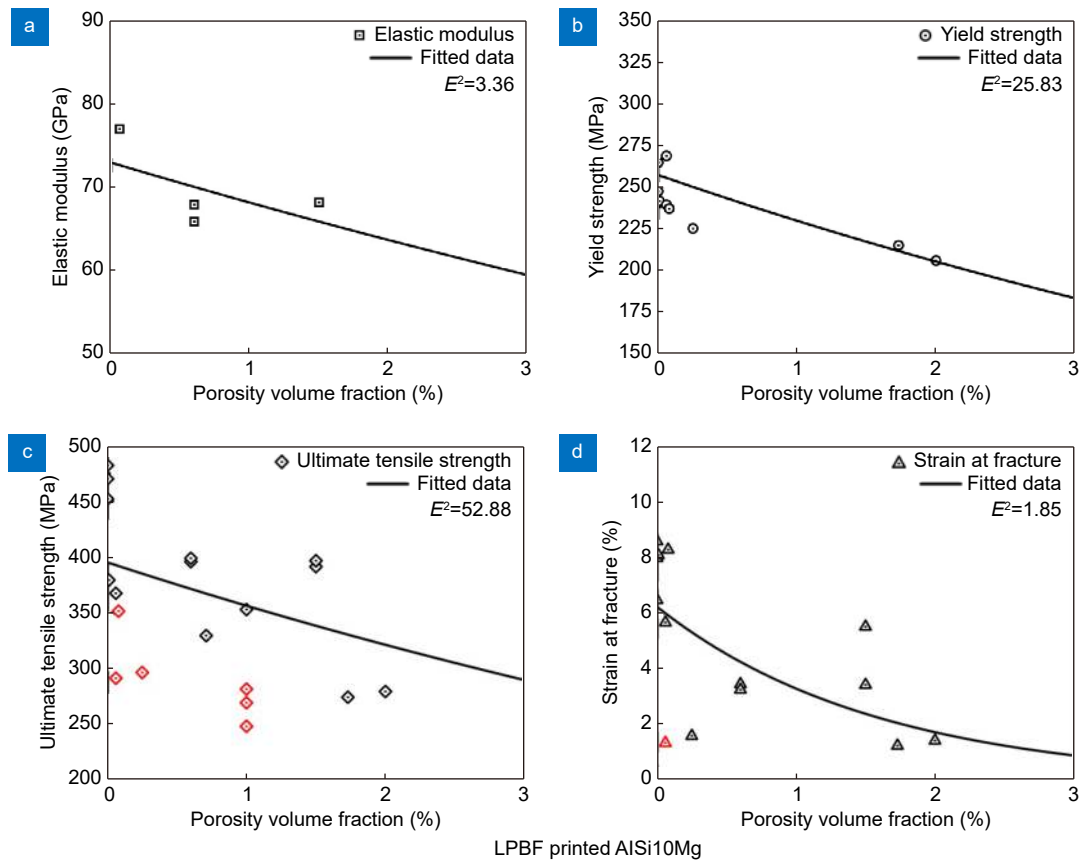 a
90
80
70
60
50
Elastic modulus (GPa)
Elastic modulus
Fitted data
E²=3.36
0 1 2 3
Porosity volume fraction (%)
b
350
325
300
275
250
225
200
175
150
Yield strength (MPa)
Yield strength
Fitted data
E²=25.83
0 1 2 3
Porosity volume fraction (%)
c
500
450
400
350
300
250
200
Ultimate tensile strength (MPa)
Ultimate tensile strength
Fitted data
E²=52.88
0 1 2 3
Porosity volume fraction (%)
d
12
10
8
6
4
2
0
Strain at fracture (%)
Strain at fracture
Fitted data
E²=1.85
0 1 2 3
Porosity volume fraction (%)
LPBF printed AlSi10Mg